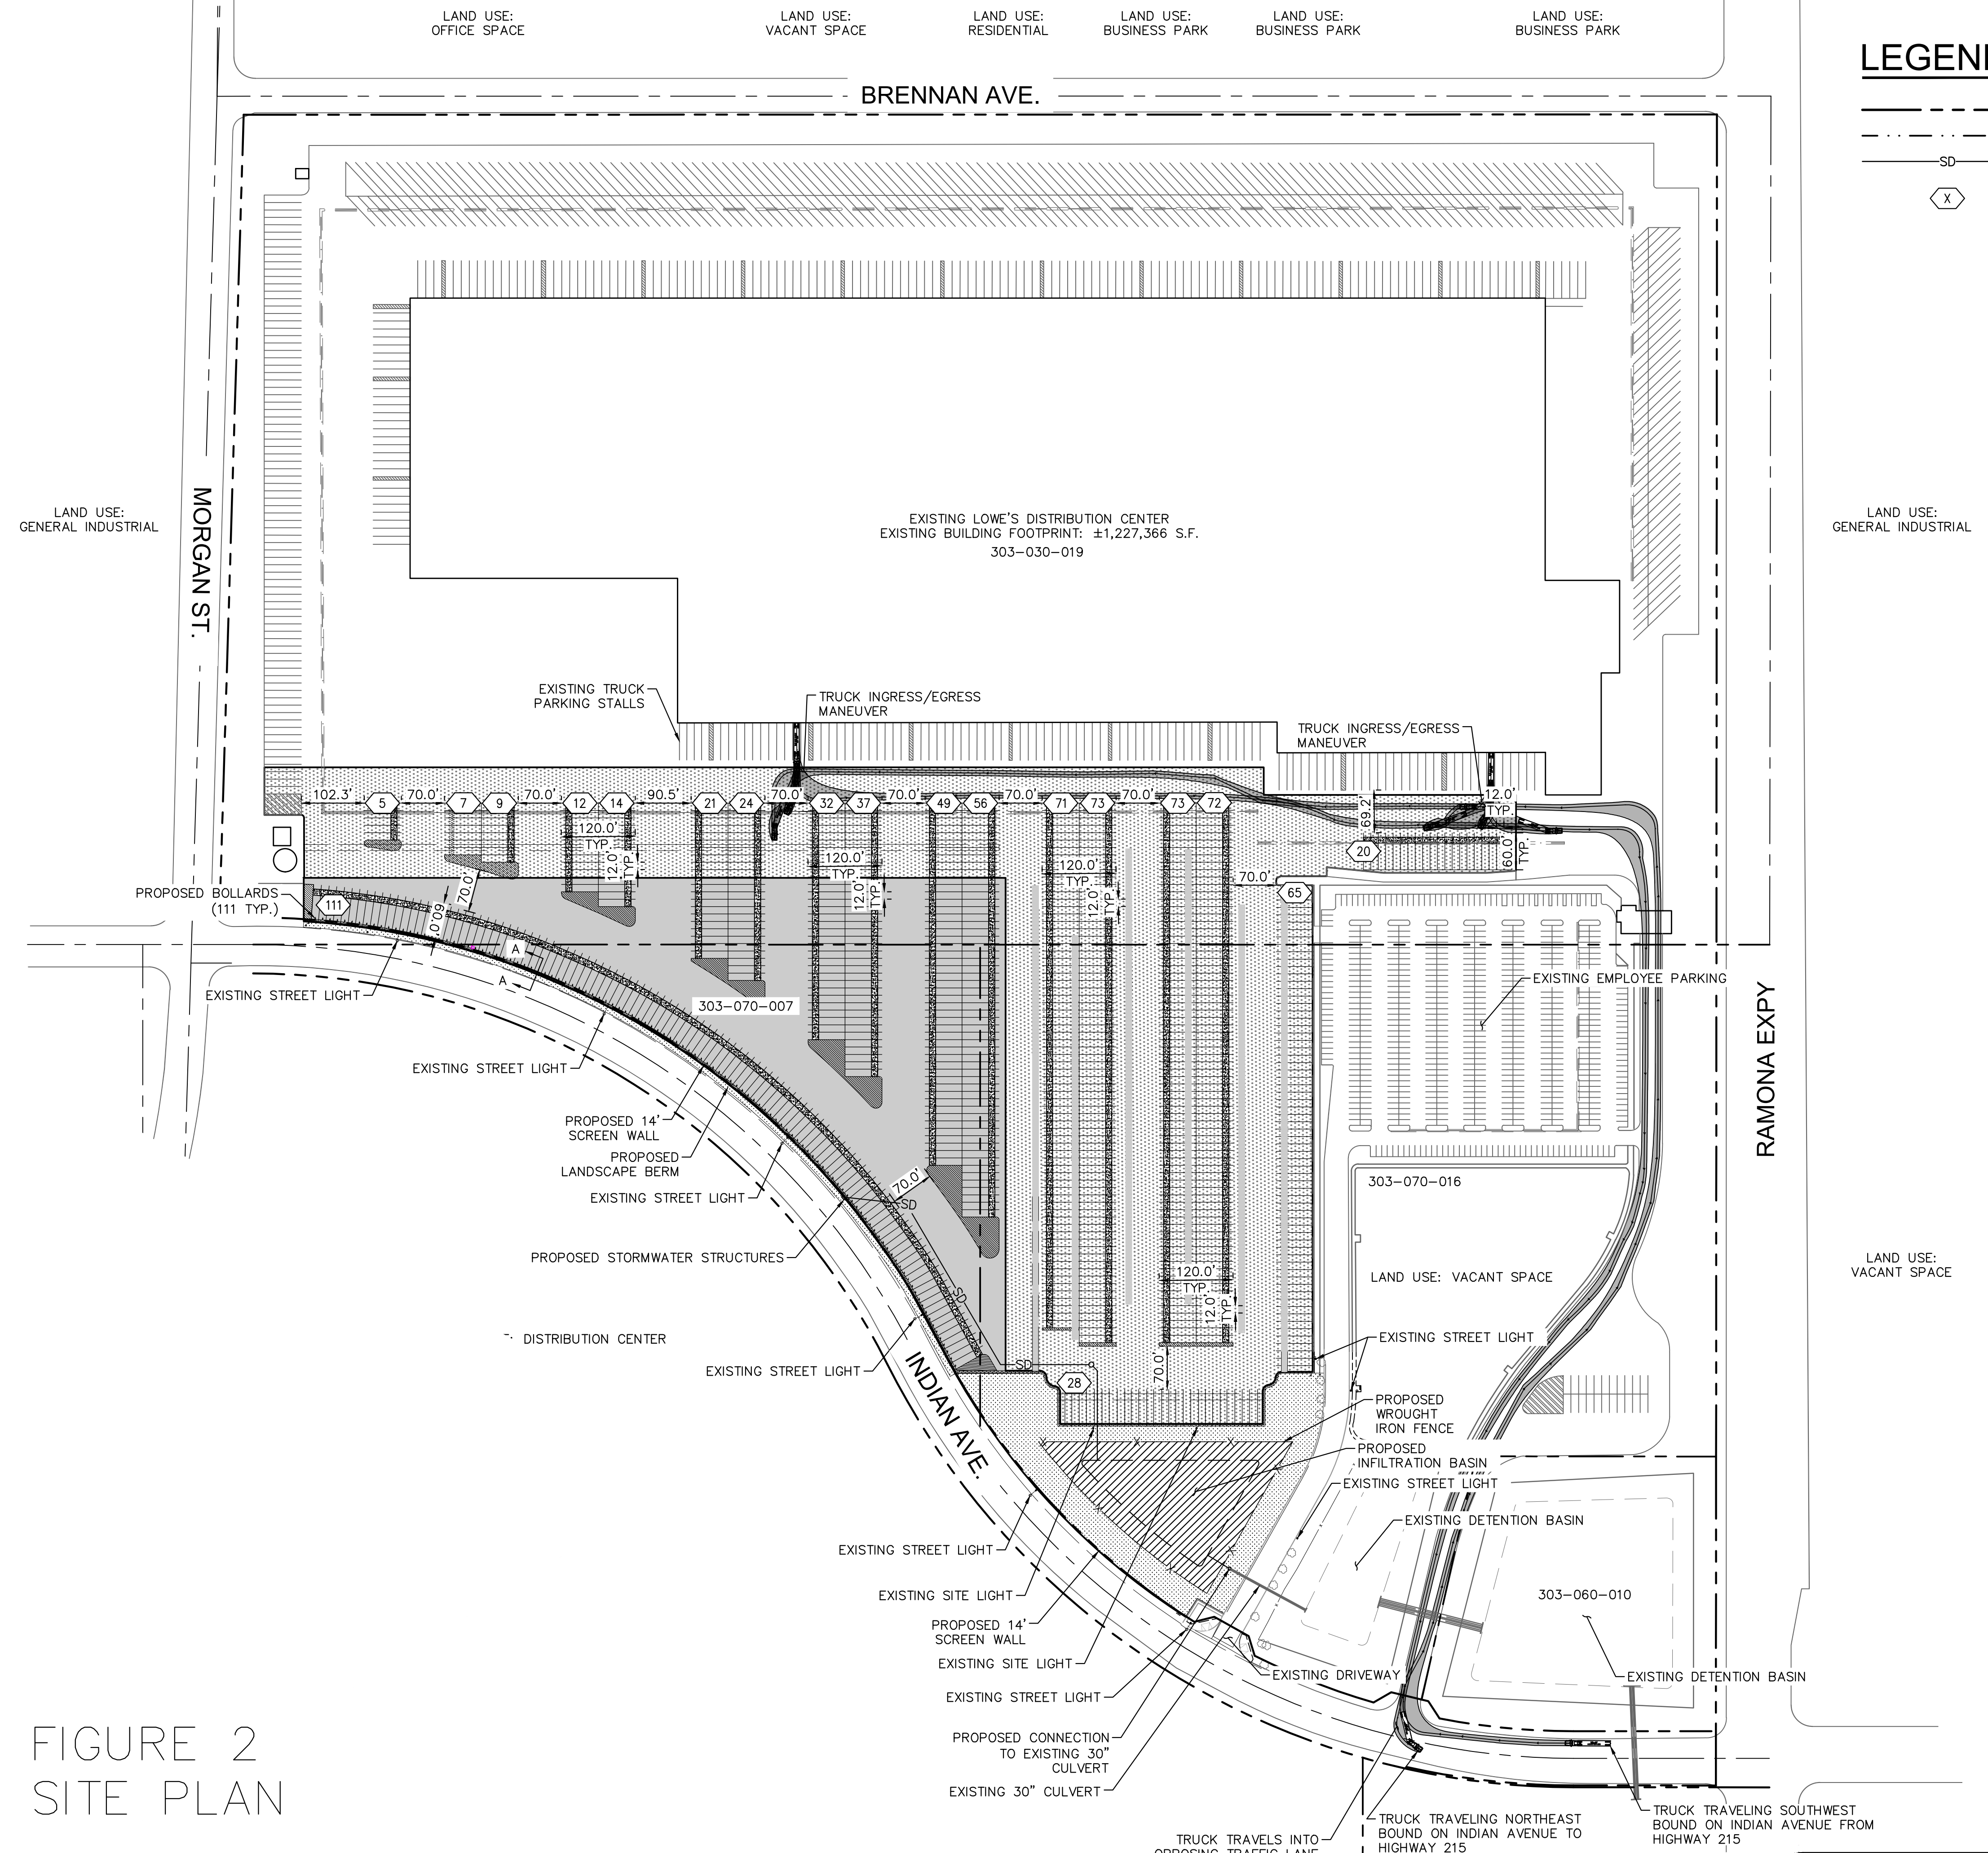 LAND USE:
OFFICE SPACE
LAND USE:
VACANT SPACE
LAND USE:
RESIDENTIAL
LAND USE:
BUSINESS PARK
LAND USE:
BUSINESS PARK
LAND USE:
BUSINESS PARK
LEGEN
BRENNAN AVE.
SD
X
LAND USE:
GENERAL INDUSTRIAL
MORGAN ST.
EXISTING LOWE'S DISTRIBUTION CENTER
EXISTING BUILDING FOOTPRINT: ±1,227,366 S.F.
303-030-019
LAND USE:
GENERAL INDUSTRIAL
EXISTING TRUCK
PARKING STALLS
TRUCK INGRESS/EGRESS
MANEUVER
TRUCK INGRESS/EGRESS
MANEUVER
102.3' 5 70.0' 7 9 70.0' 12 14 90.5' 21 24 70.0' 32 37 70.0' 49 56 70.0' 71 73 70.0' 73 72
69.2'
12.0'
TYP.
120.0'
TYP.
12.0'
TYP.
120.0'
TYP.
12.0'
TYP.
120.0'
TYP.
12.0'
TYP.
20
60.0'
TYP.
70.0'
65
70.0'
PROPOSED BOLLARDS
(111 TYP.)
111
60.0'
A
A
EXISTING STREET LIGHT
303-070-007
EXISTING EMPLOYEE PARKING
RAMONA EXPY
EXISTING STREET LIGHT
PROPOSED 14'
SCREEN WALL
PROPOSED
LANDSCAPE BERM
EXISTING STREET LIGHT
70.0'
SD
303-070-016
PROPOSED STORMWATER STRUCTURES
LAND USE: VACANT SPACE
LAND USE:
VACANT SPACE
120.0'
TYP.
12.0'
TYP.
SD
DISTRIBUTION CENTER
EXISTING STREET LIGHT
EXISTING STREET LIGHT
INDIAN AVE.
SD
70.0'
28
PROPOSED
WROUGHT
IRON FENCE
PROPOSED
INFILTRATION BASIN
EXISTING STREET LIGHT
EXISTING DETENTION BASIN
EXISTING STREET LIGHT
EXISTING SITE LIGHT
303-060-010
PROPOSED 14'
SCREEN WALL
EXISTING SITE LIGHT
EXISTING DRIVEWAY
EXISTING DETENTION BASIN
EXISTING STREET LIGHT
PROPOSED CONNECTION
TO EXISTING 30"
CULVERT
EXISTING 30" CULVERT
FIGURE 2
SITE PLAN
TRUCK TRAVELS INTO
OPPOSING TRAFFIC LANE
TRUCK TRAVELING NORTHEAST
BOUND ON INDIAN AVENUE TO
HIGHWAY 215
TRUCK TRAVELING SOUTHWEST
BOUND ON INDIAN AVENUE FROM
HIGHWAY 215